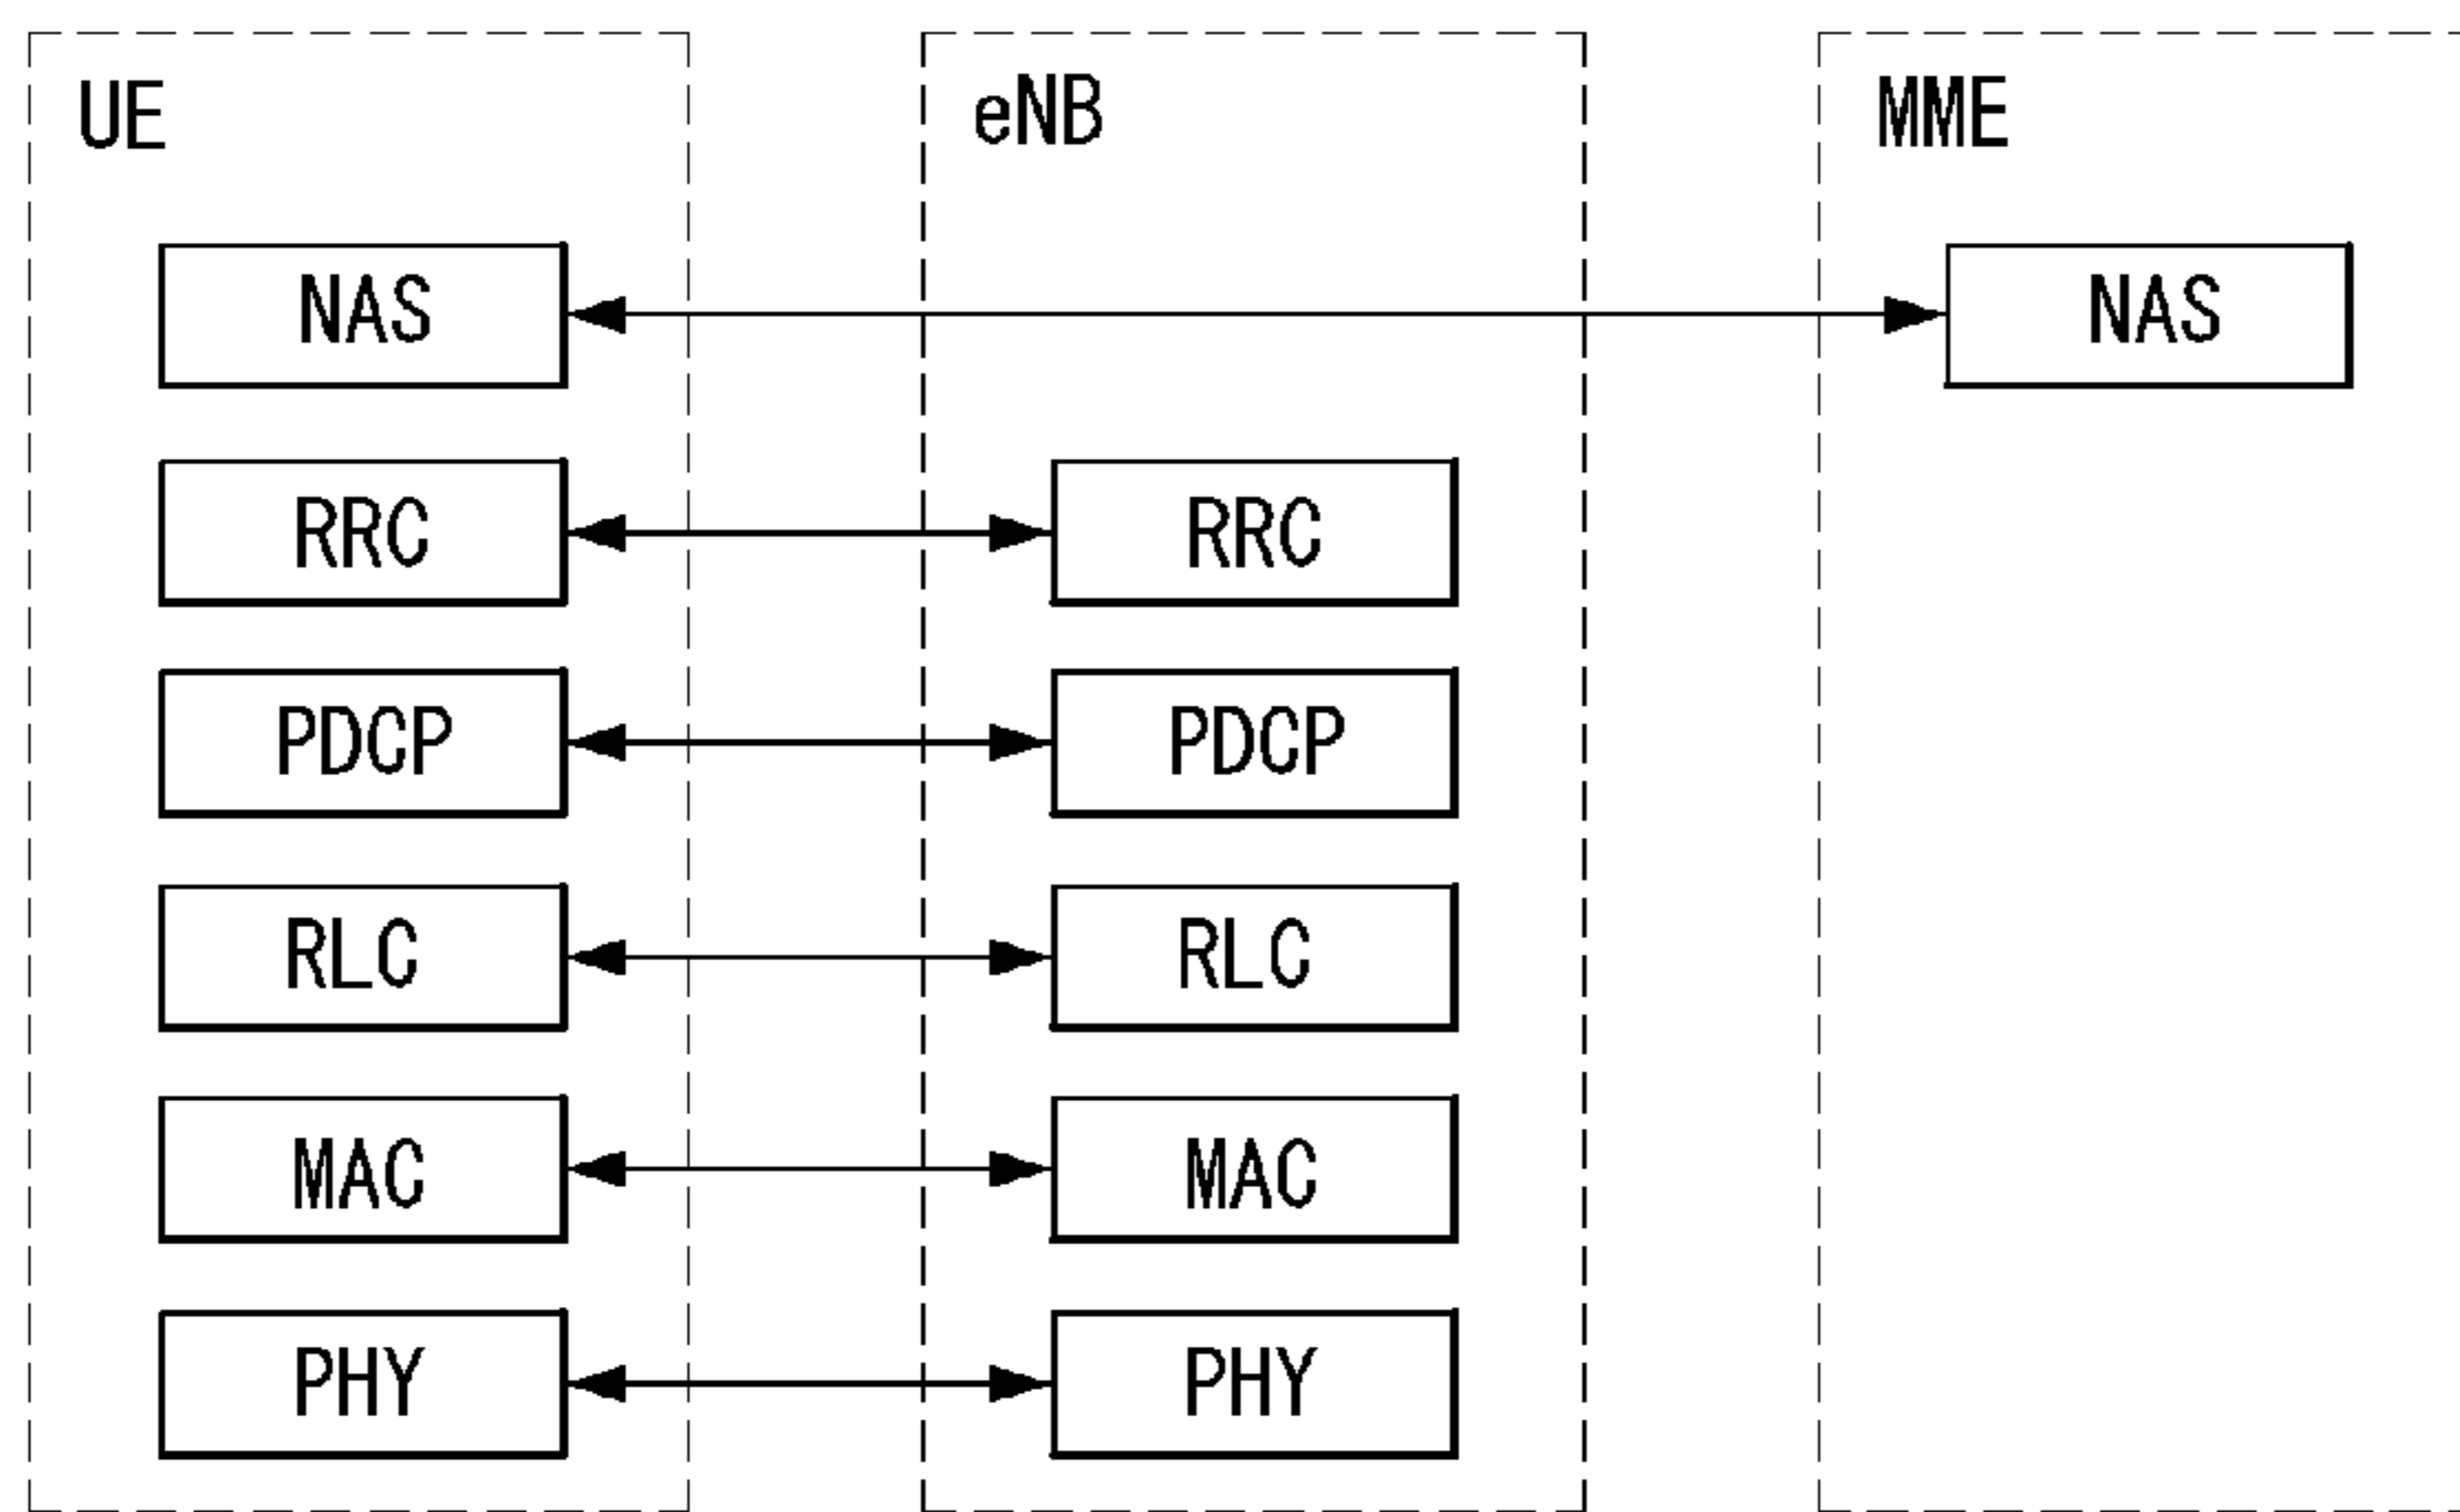 UE eNB MME
NAS NAS
RRC RRC
PDCP PDCP
RLC RLC
MAC MAC
PHY PHY